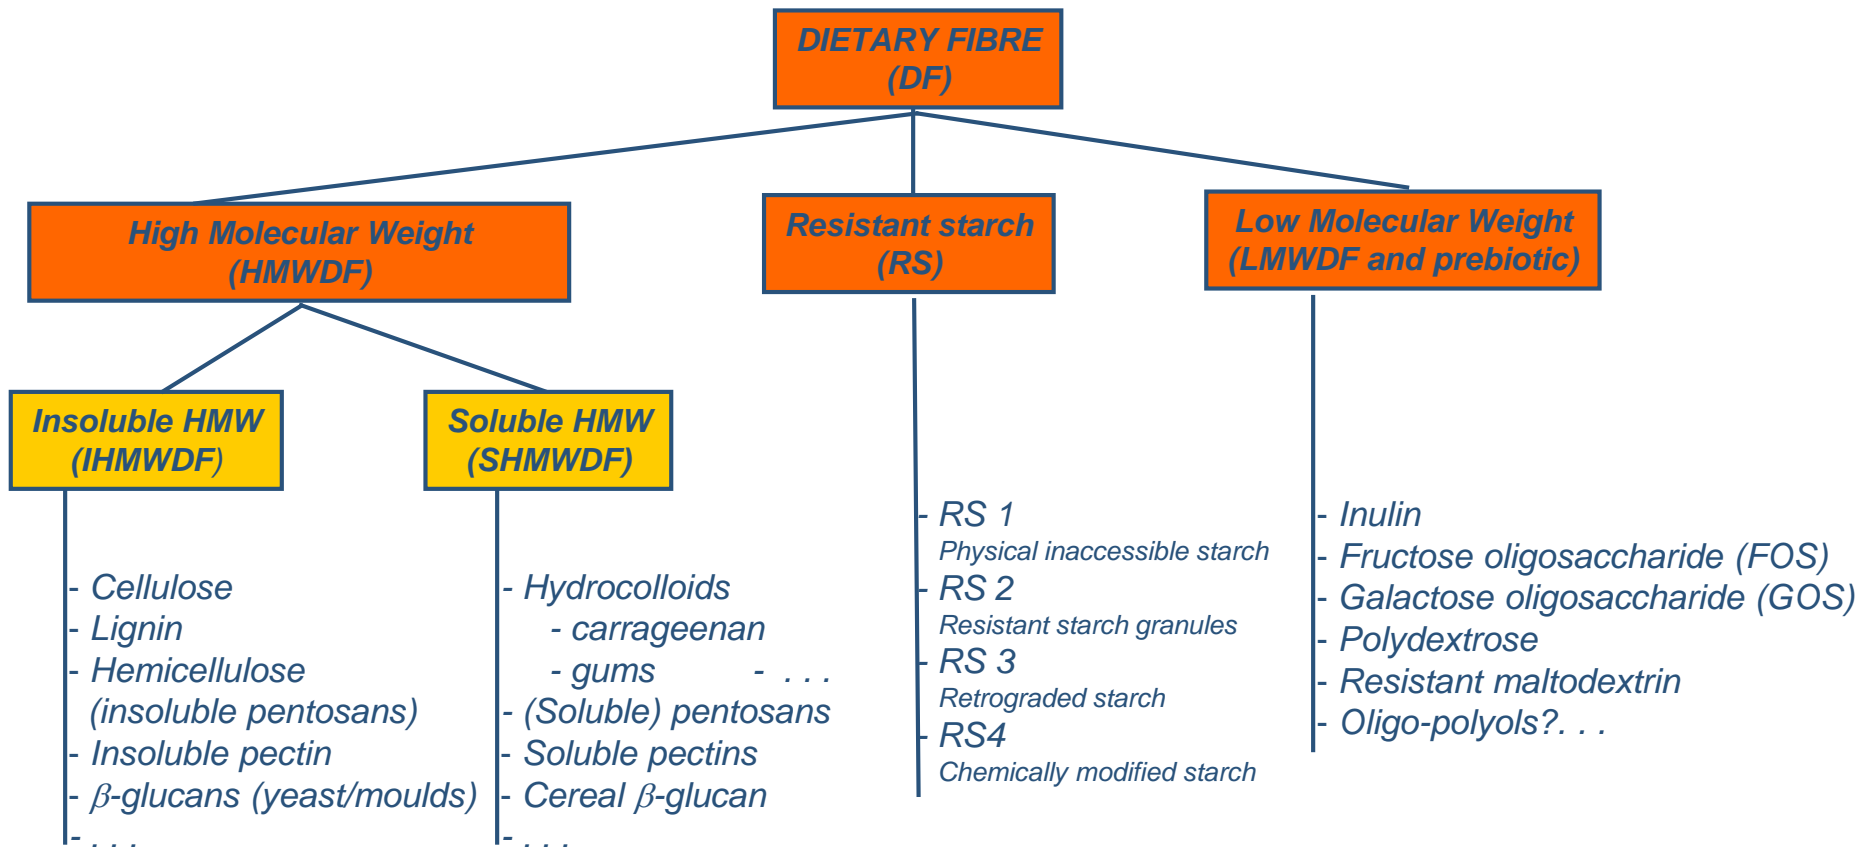 DIETARY FIBRE
(DF)
High Molecular Weight
(HMWDF)
Resistant starch
(RS)
Low Molecular Weight
(LMWDF and prebiotic)
Insoluble HMW
(IHMWDF)
Soluble HMW
(SHMWDF)
- Cellulose
- Lignin
- Hemicellulose
(insoluble pentosans)
- Insoluble pectin
- β-glucans (yeast/moulds)
- . . .
- Hydrocolloids
- carrageenan
- gums - . . .
- (Soluble) pentosans
- Soluble pectins
- Cereal β-glucan
- . . .
- RS 1
Physical inaccessible starch
- RS 2
Resistant starch granules
- RS 3
Retrograded starch
- RS4
Chemically modified starch
- Inulin
- Fructose oligosaccharide (FOS)
- Galactose oligosaccharide (GOS)
- Polydextrose
- Resistant maltodextrin
- Oligo-polyols?. . .